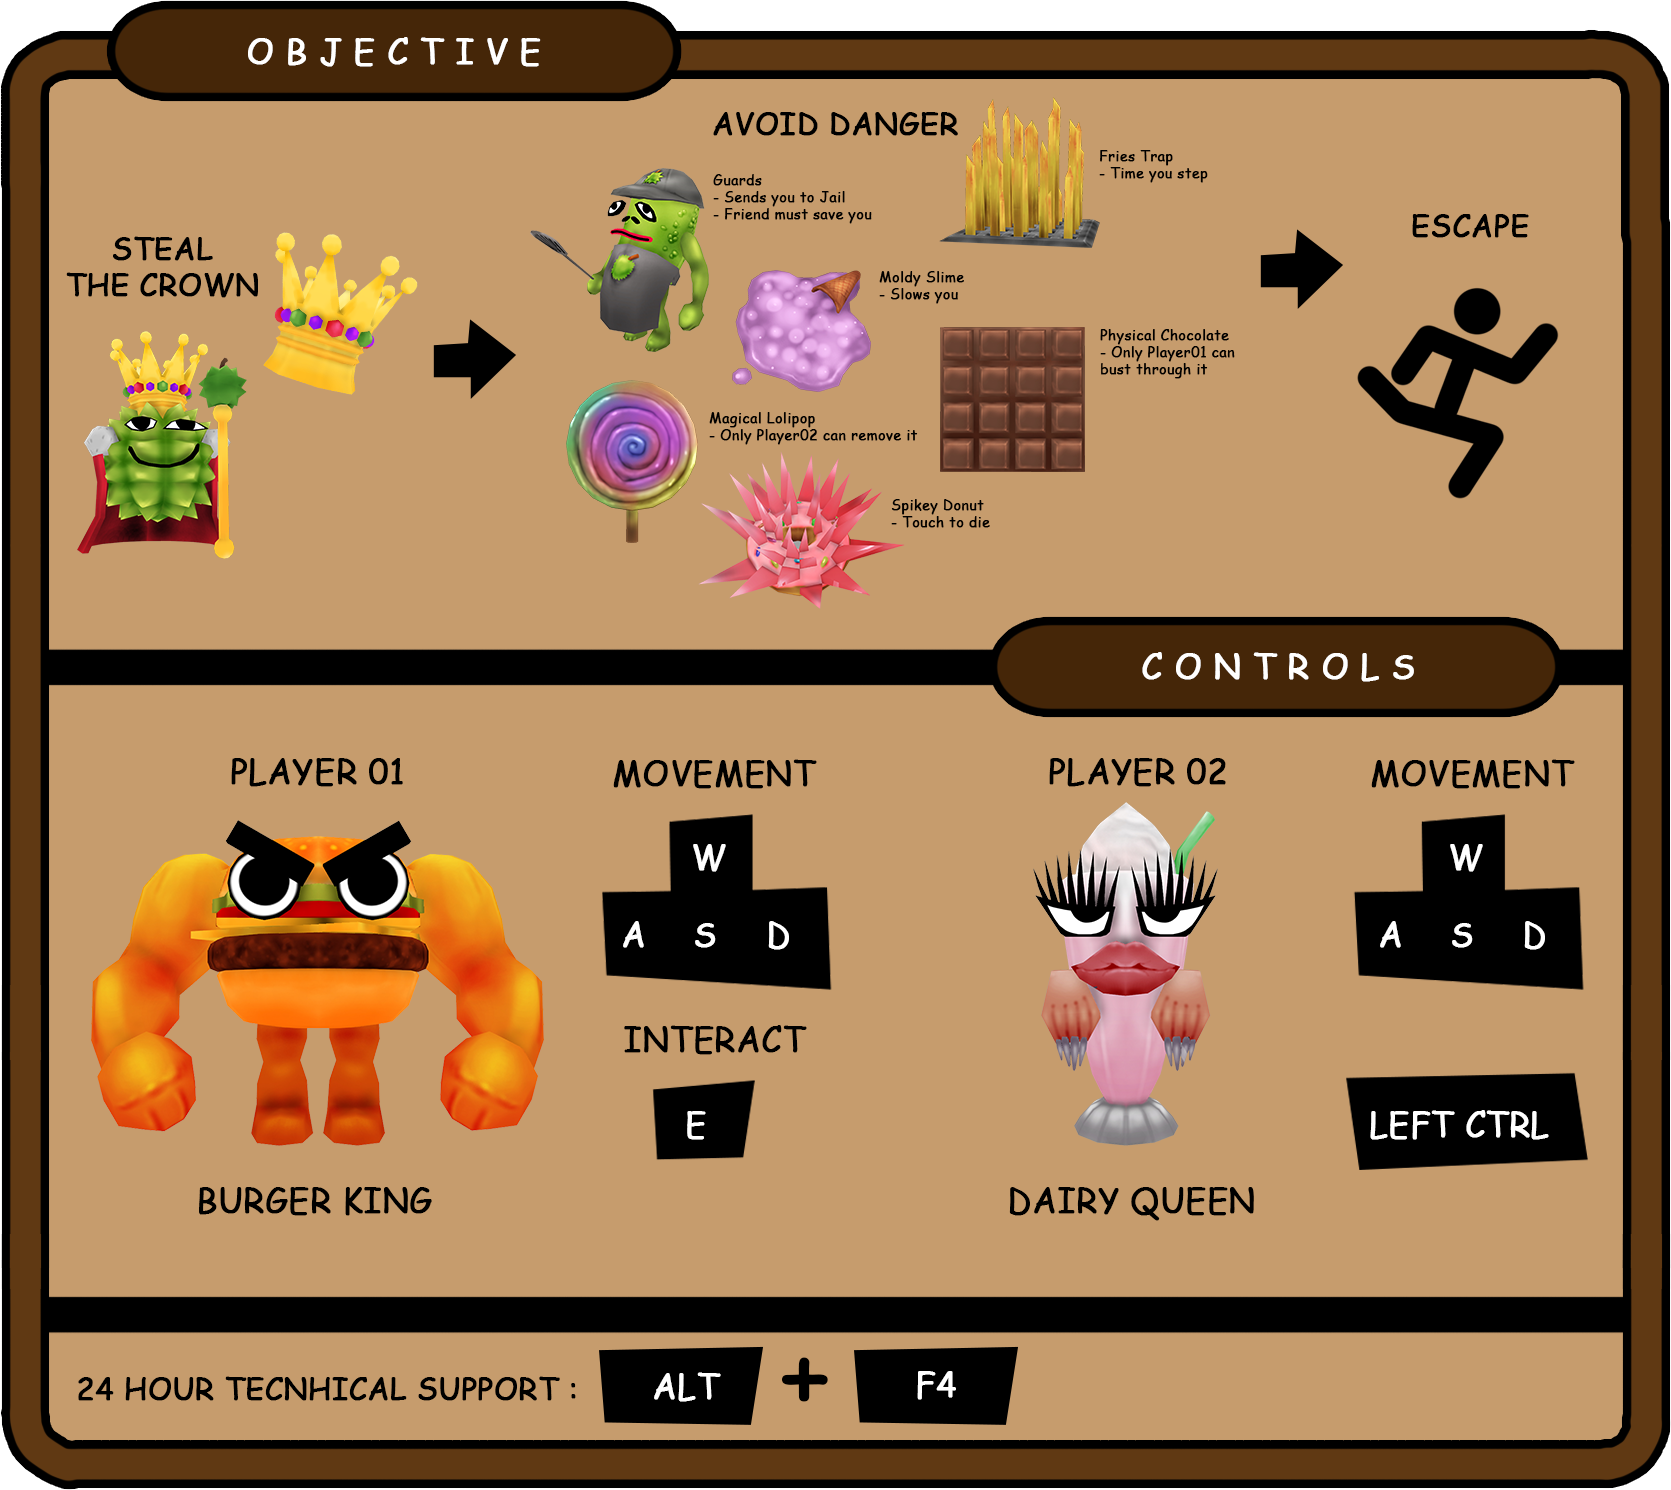 OBJECTIVE
STEAL
THE CROWN
AVOID DANGER
Guards
- Sends you to Jail
- Friend must save you
Fries Trap
- Time you step
Moldy Slime
- Slows you
Physical Chocolate
- Only Player01 can
bust through it
Magical Lolipop
- Only Player02 can remove it
Spikey Donut
- Touch to die
ESCAPE
CONTROLS
PLAYER 01
BURGER KING
MOVEMENT
W
A S D
INTERACT
E
PLAYER 02
DAIRY QUEEN
MOVEMENT
W
A S D
LEFT CTRL
24 HOUR TECNHICAL SUPPORT : ALT + F4